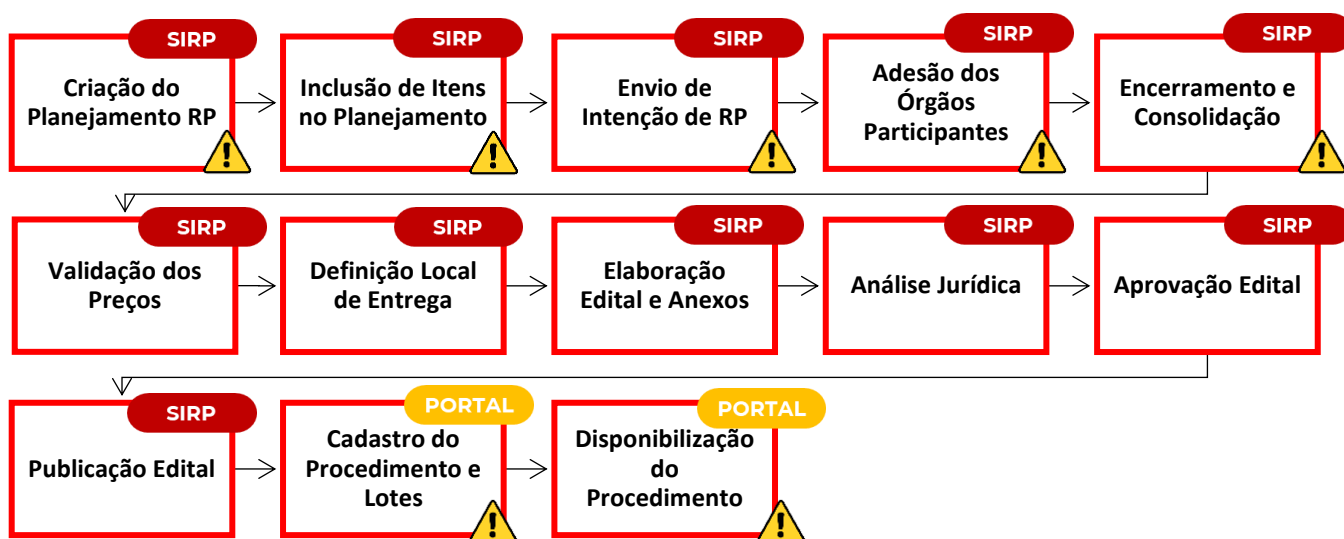 SIRP
Criação do
Planejamento RP
!
SIRP
Inclusão de Itens
no Planejamento
!
SIRP
Envio de
Intenção de RP
!
SIRP
Adesão dos
Órgãos
Participantes
!
SIRP
Encerramento e
Consolidação
!
SIRP
Validação dos
Preços
SIRP
Definição Local
de Entrega
SIRP
Elaboração
Edital e Anexos
SIRP
Análise Jurídica
SIRP
Aprovação Edital
SIRP
Publicação Edital
PORTAL
Cadastro do
Procedimento e
Lotes
!
PORTAL
Disponibilização
do
Procedimento
!